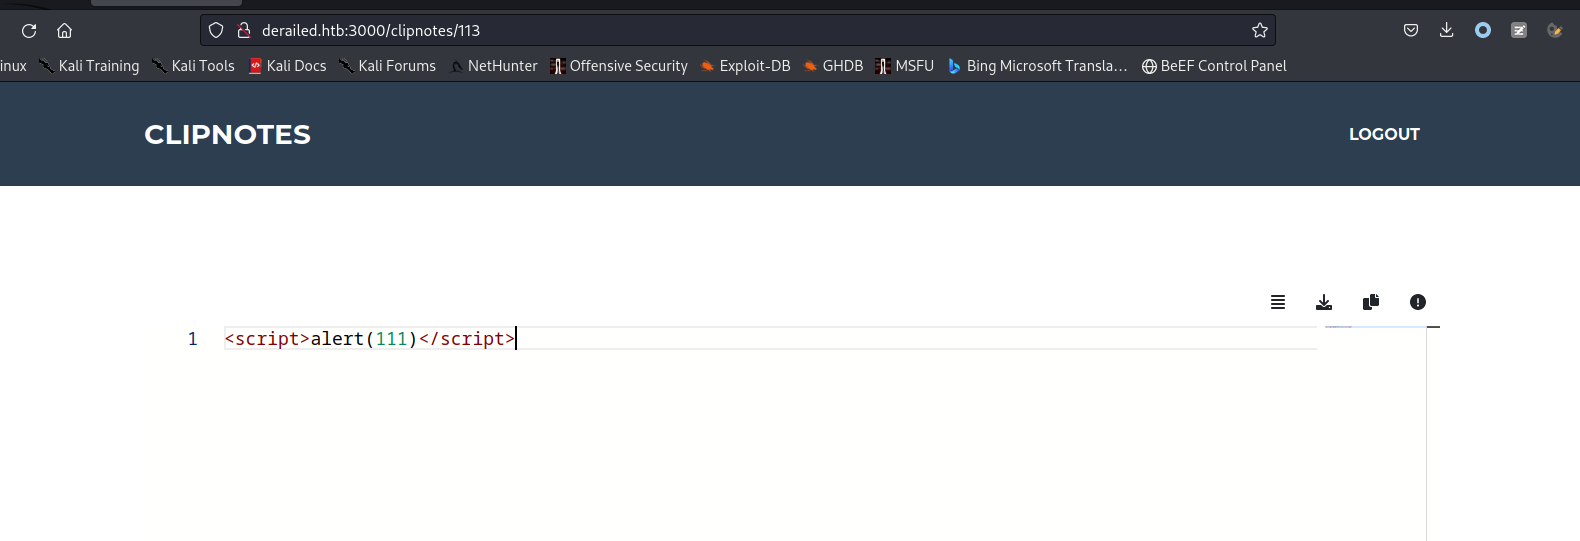 derailed.htb:3000/clipnotes/113
inux Kali Training Kali Tools Kali Docs Kali Forums NetHunter Offensive Security Exploit-DB GHDB MSFU Bing Microsoft Transla… BeEF Control Panel
CLIPNOTES LOGOUT
1 <script>alert(111)</script>